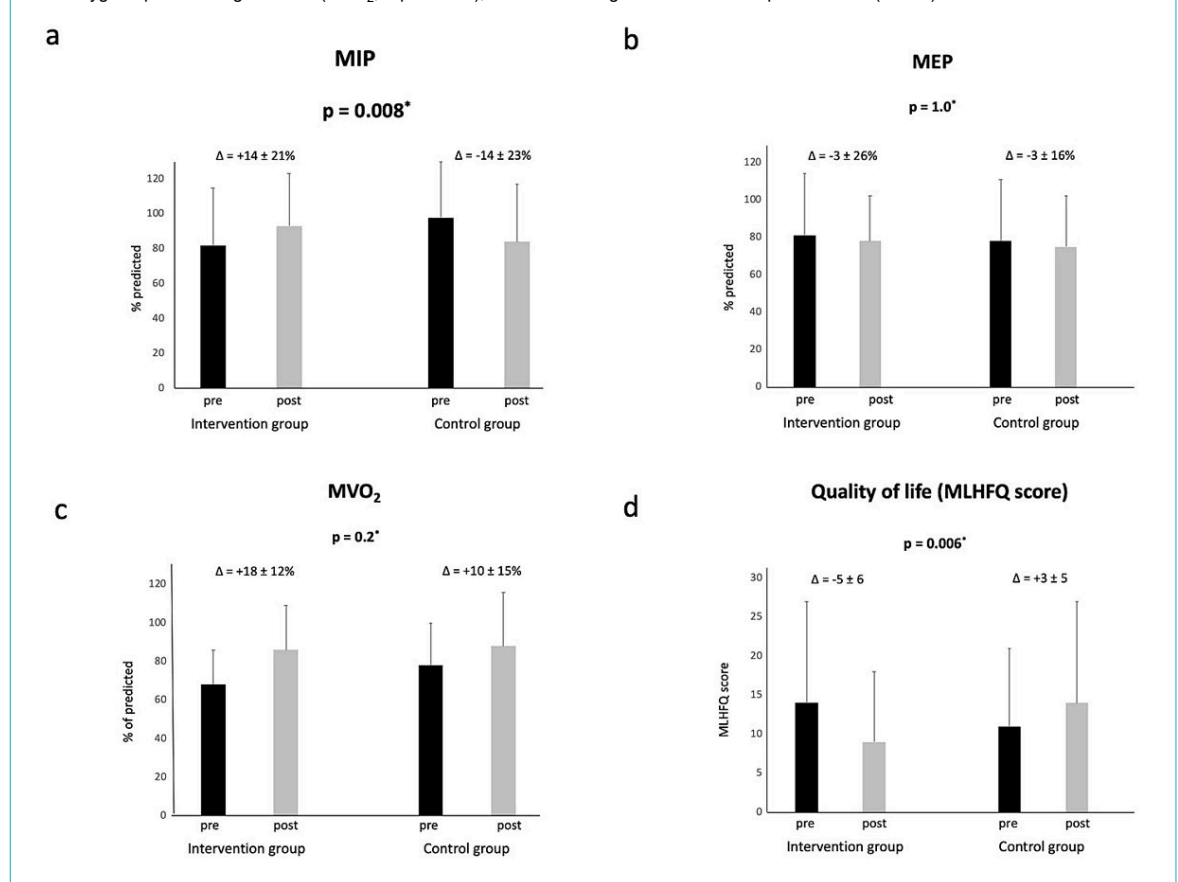 a
MIP
p = 0.008*
Δ = +14 ± 21%
Δ = -14 ± 23%
% predicted
120
100
80
60
40
20
0
pre
post
pre
post
Intervention group
Control group
b
MEP
p = 1.0*
Δ = -3 ± 26%
Δ = -3 ± 16%
% predicted
120
100
80
60
40
20
0
pre
post
pre
post
Intervention group
Control group
c
MVO₂
p = 0.2*
Δ = +18 ± 12%
Δ = +10 ± 15%
% of predicted
120
100
80
60
40
20
0
pre
post
pre
post
Intervention group
Control group
d
Quality of life (MLHFQ score)
p = 0.006*
Δ = -5 ± 6
Δ = +3 ± 5
MLHFQ score
30
25
20
15
10
5
0
pre
post
pre
post
Intervention group
Control group